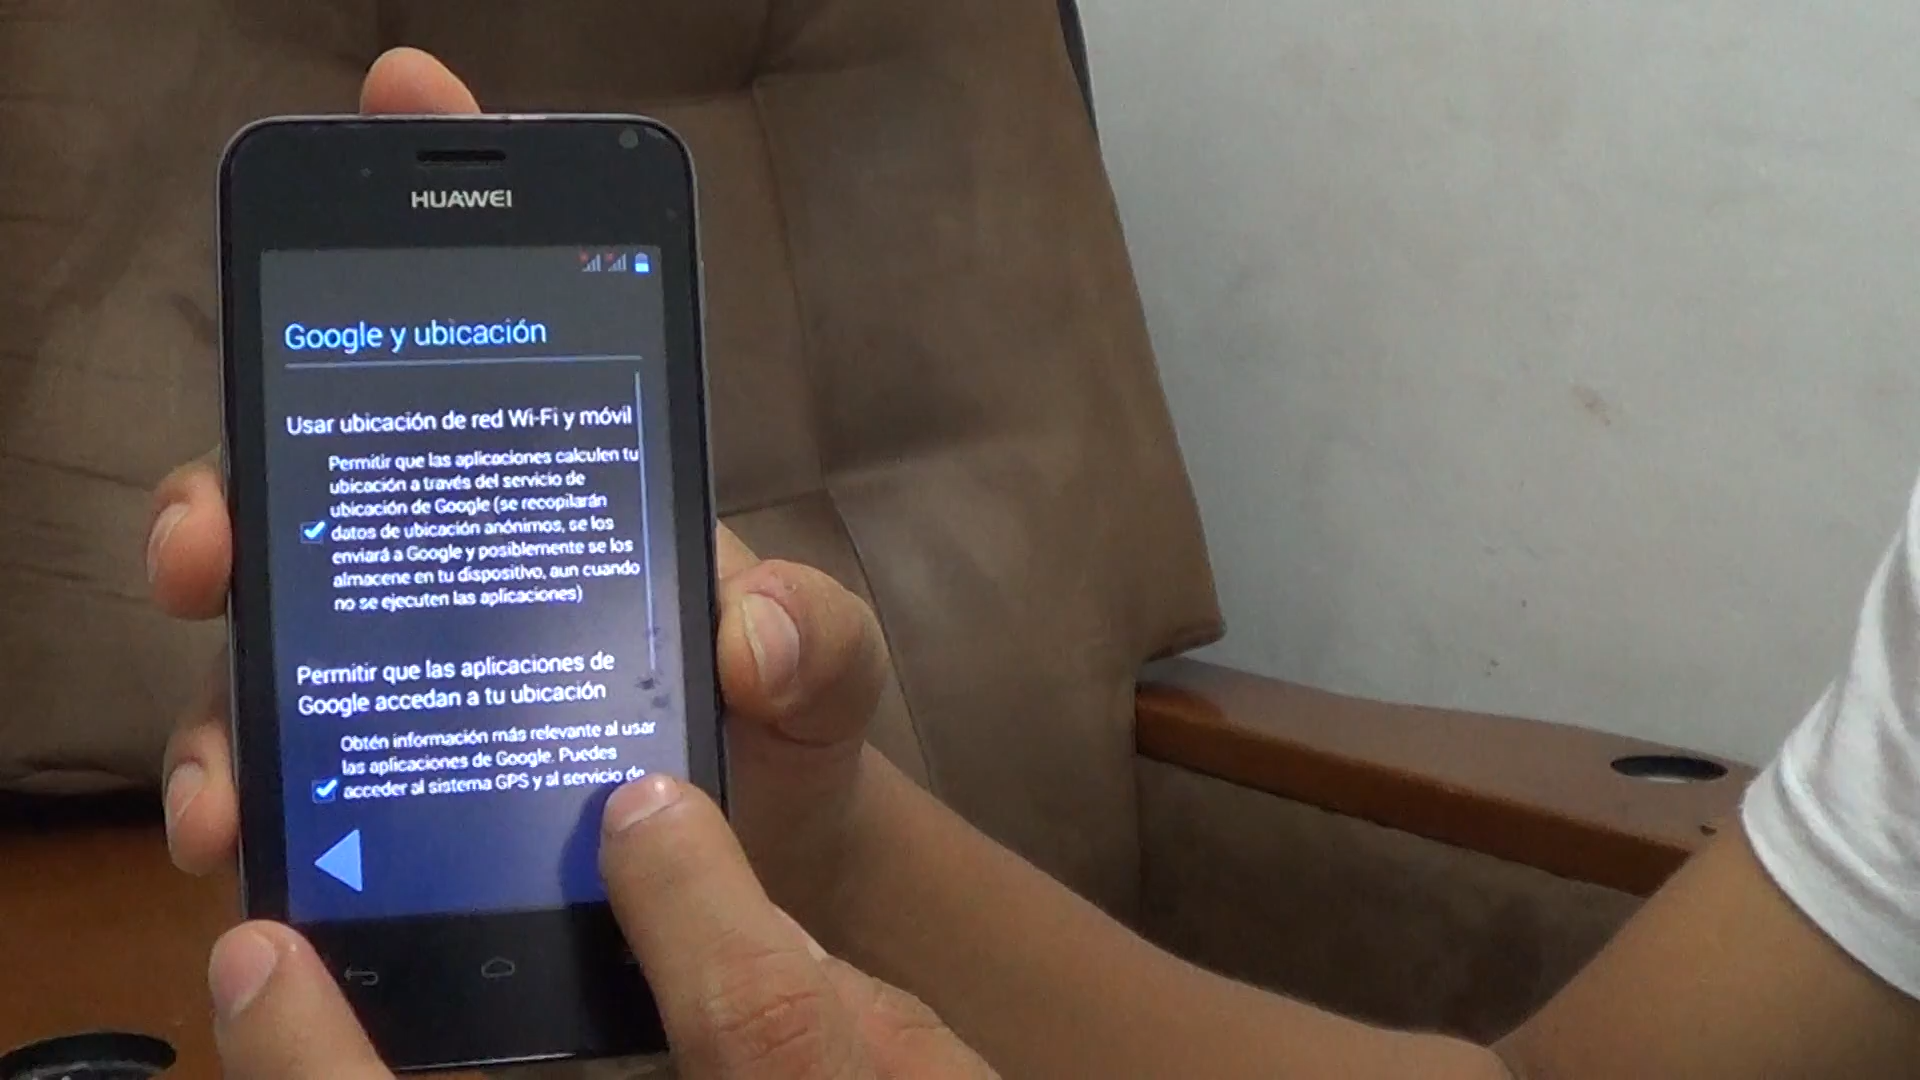 HUAWEI
Google y ubicación
Usar ubicación de red Wi-Fi y móvil
Permitir que las aplicaciones calculen tu
ubicación a través del servicio de
ubicación de Google (se recopilarán
datos de ubicación anónimos, se los
enviará a Google y posiblemente se los
almacene en tu dispositivo, aun cuando
no se ejecuten las aplicaciones)
Permitir que las aplicaciones de
Google accedan a tu ubicación
Obtén información más relevante al usar
las aplicaciones de Google. Puedes
acceder al sistema GPS y al servicio de